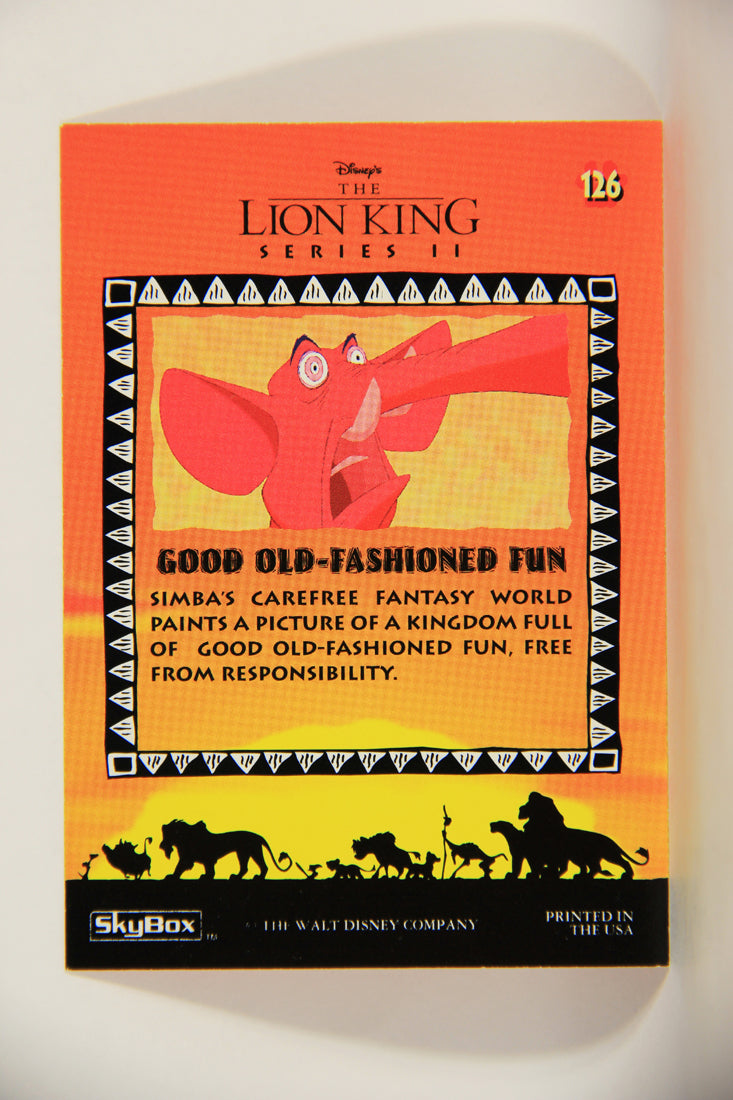 Disney's
THE
LION KING
SERIES II
126
GOOD OLD-FASHIONED FUN
SIMBA'S CAREFREE FANTASY WORLD
PAINTS A PICTURE OF A KINGDOM FULL
OF GOOD OLD-FASHIONED FUN, FREE
FROM RESPONSIBILITY.
SkyBox TM
© THE WALT DISNEY COMPANY
PRINTED IN
THE USA